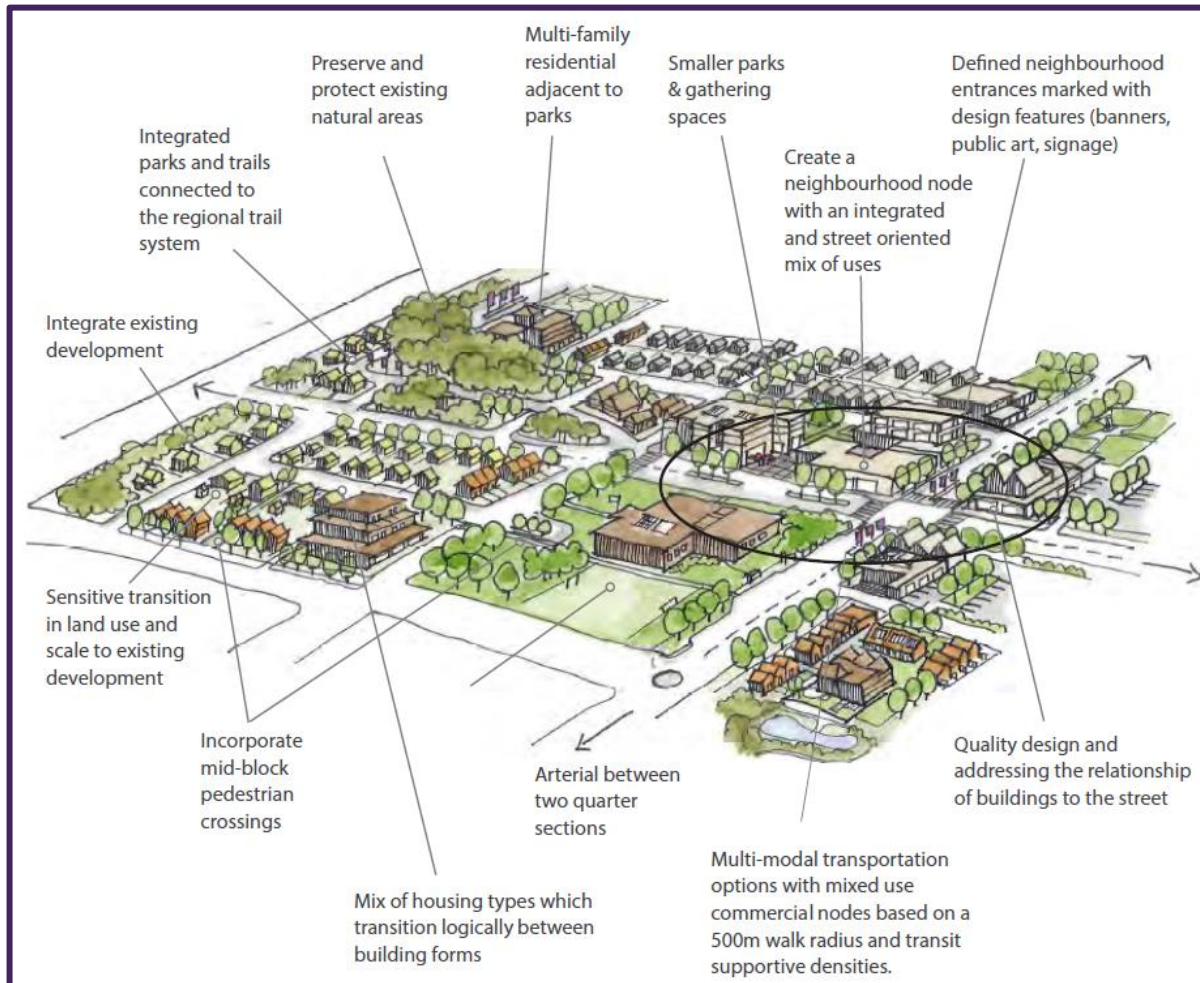 Multi-family
residential
adjacent to
parks
Preserve and
protect existing
natural areas
Smaller parks
& gathering
spaces
Defined neighbourhood
entrances marked with
design features (banners,
public art, signage)
Integrated
parks and trails
connected to
the regional trail
system
Create a
neighbourhood node
with an integrated
and street oriented
mix of uses
Integrate existing
development
Sensitive transition
in land use and
scale to existing
development
Incorporate
mid-block
pedestrian
crossings
Arterial between
two quarter
sections
Quality design and
addressing the relationship
of buildings to the street
Mix of housing types which
transition logically between
building forms
Multi-modal transportation
options with mixed use
commercial nodes based on a
500m walk radius and transit
supportive densities.